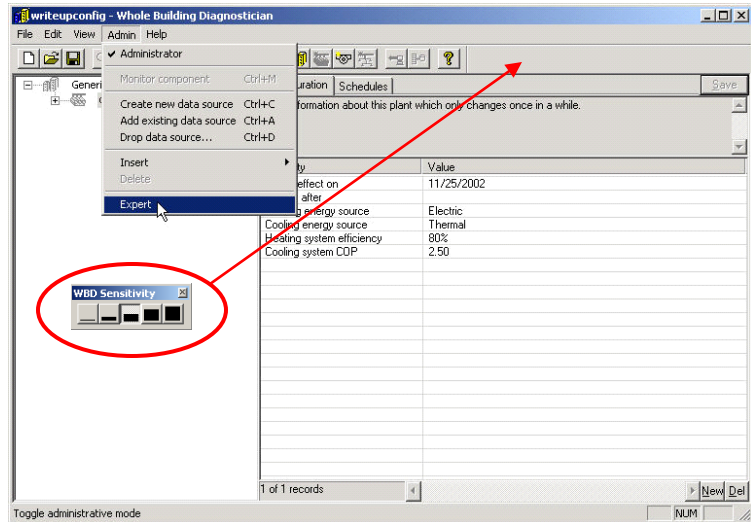 writeupconfig - Whole Building Diagnostician
File Edit View Admin Help
Administrator
Monitor component Ctrl+M
Create new data source Ctrl+C
Add existing data source Ctrl+A
Drop data source... Ctrl+D
Insert
Delete
Expert
Generi
uration Schedules Save
formation about this plant which only changes once in a while.
ty Value
effect on 11/25/2002
after
g energy source Electric
Cooling energy source Thermal
Heating system efficiency 80%
Cooling system COP 2.50
WBD Sensitivity
1 of 1 records New Del
Toggle administrative mode NUM